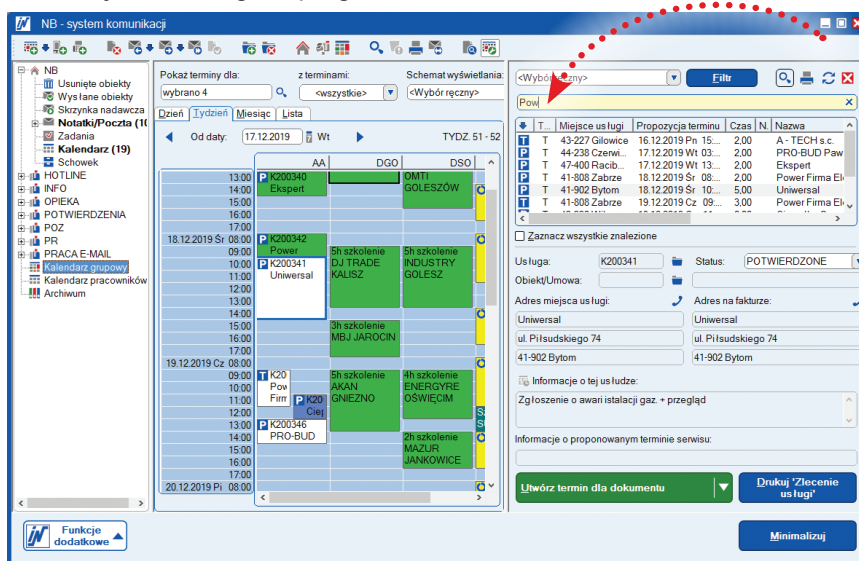 NB - system komunikacji
NB
Usunięte obiekty
Wysłane obiekty
Skrzynka nadawcza
Notatki/Poczta (1(
Zadania
Kalendarz (19)
Schowek
HOTLINE
INFO
OPIEKA
POTWIERDZENIA
POZ
PR
PRACA E-MAIL
Kalendarz grupowy
Kalendarz pracowników
Archiwum
Pokaż terminy dla: z terminami: Schemat wyświetlania:
wybrano 4 <wszystkie> <Wybór ręczny>
Dzień Tydzień Miesiąc Lista
Od daty: 17.12.2019 Wt TYDZ. 51 - 52
AA DGO DSO
13:00 P K200340 OMTI
14:00 Ekspert GOLESZÓW
15:00
16:00
17:00
18.12.2019 Śr 08:00 P K200342
09:00 Power 5h szkolenie 5h szkolenie
10:00 P K200341 DJ TRADE INDUSTRY
11:00 Uniwersal KALISZ GOLESZ
12:00
13:00
14:00
15:00 3h szkolenie
16:00 MBJ JAROCIN
17:00
19.12.2019 Cz 08:00
09:00 T K20 5h szkolenie 4h szkolenie
10:00 Pow AKAN ENERGYRE
11:00 Firm P K20 GNIEZNO OŚWIĘCIM
12:00 Ciep
13:00 P K200346
14:00 PRO-BUD 2h szkolenie
15:00 MAZUR
16:00 JANKOWICE
17:00
20.12.2019 Pi 08:00
<Wybór ręczny> Filtr
Pow
T... Miejsce usługi Propozycja terminu Czas N. Nazwa
T T 43-227 Gilowice 16.12.2019 Pn 15:... 2,00 A - TECH s.c.
P T 44-238 Czerwi... 17.12.2019 Wt 03:... 2,00 PRO-BUD Paw
P T 47-400 Racib... 17.12.2019 Wt 13:... 2,00 Ekspert
P T 41-808 Zabrze 18.12.2019 Śr 08:... 2,00 Power Firma Ele
P T 41-902 Bytom 18.12.2019 Śr 10:... 5,00 Uniwersal
T T 41-808 Zabrze 19.12.2019 Cz 09:... 3,00 Power Firma Ele
Zaznacz wszystkie znalezione
Usługa: K200341 Status: POTWIERDZONE
Obiekt/Umowa:
Adres miejsca usługi: Adres na fakturze:
Uniwersal Uniwersal
ul. Piłsudskiego 74 ul. Piłsudskiego 74
41-902 Bytom 41-902 Bytom
Informacje o tej usłudze:
Zgłoszenie o awari istalacji gaz. + przegląd
Informacje o proponowanym terminie serwisu:
Utwórz termin dla dokumentu Drukuj 'Zlecenie
usługi'
Funkcje
dodatkowe
Minimalizuj